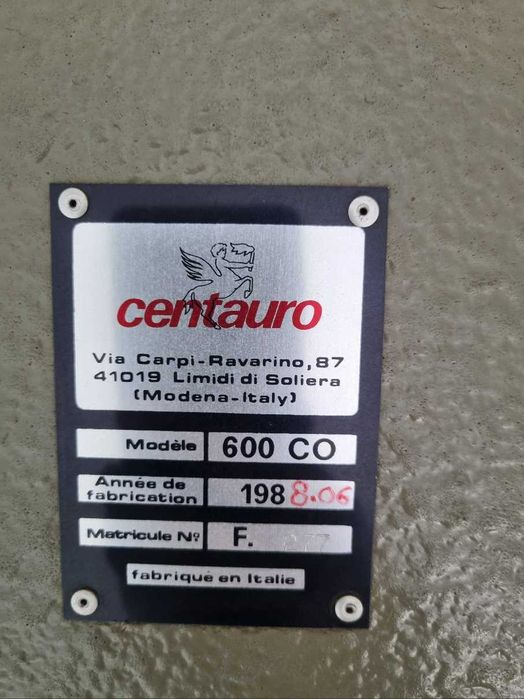 centauro
Via Carpi-Ravarino,87
41019 Limidi di Soliera
(Modena-Italy)
Modèle 600 CO
Année de
fabrication 1988.06
Matricule Nº F.
fabriqué en Italie